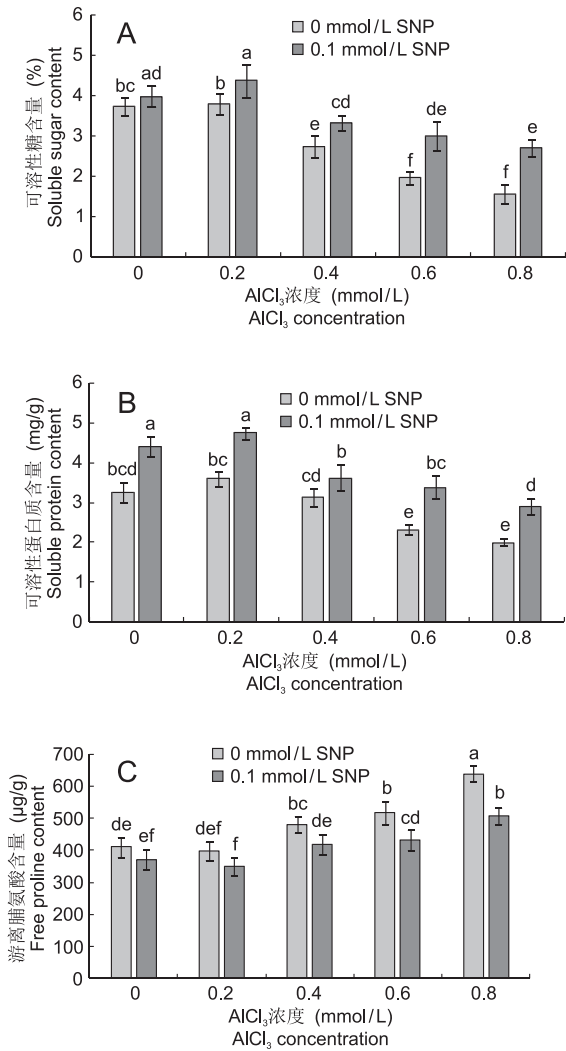 A
0 mmol/L SNP
0.1 mmol/L SNP
可溶性糖含量 (%)
Soluble sugar content
6
5
4
3
2
1
0
bc
ad
b
a
e
cd
f
de
f
e
0
0.2
0.4
0.6
0.8
AlCl₃浓度 (mmol/L)
AlCl₃ concentration
B
0 mmol/L SNP
0.1 mmol/L SNP
可溶性蛋白质含量 (mg/g)
Soluble protein content
6
5
4
3
2
1
0
bcd
a
bc
a
cd
b
e
bc
e
d
0
0.2
0.4
0.6
0.8
AlCl₃浓度 (mmol/L)
AlCl₃ concentration
C
0 mmol/L SNP
0.1 mmol/L SNP
游离脯氨酸含量 (μg/g)
Free proline content
700
600
500
400
300
200
100
0
de
ef
def
f
bc
de
b
cd
a
b
0
0.2
0.4
0.6
0.8
AlCl₃浓度 (mmol/L)
AlCl₃ concentration